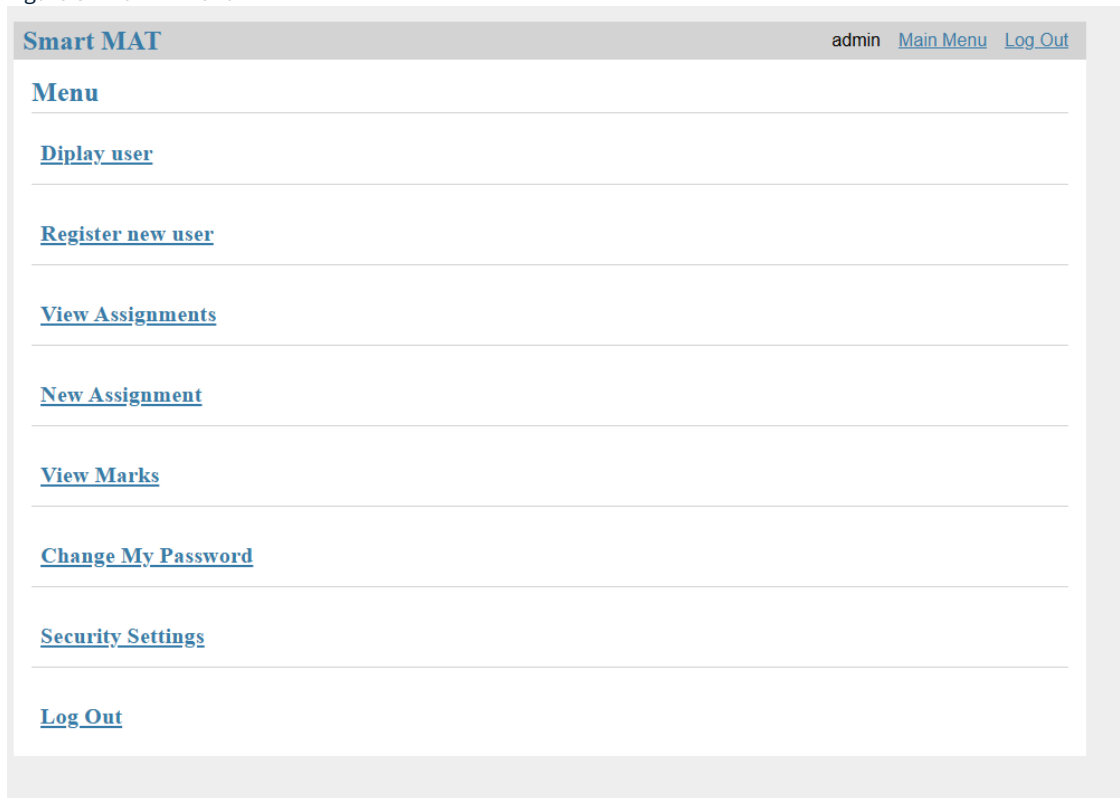 Smart MAT admin Main Menu Log Out
Menu
Diplay user
Register new user
View Assignments
New Assignment
View Marks
Change My Password
Security Settings
Log Out